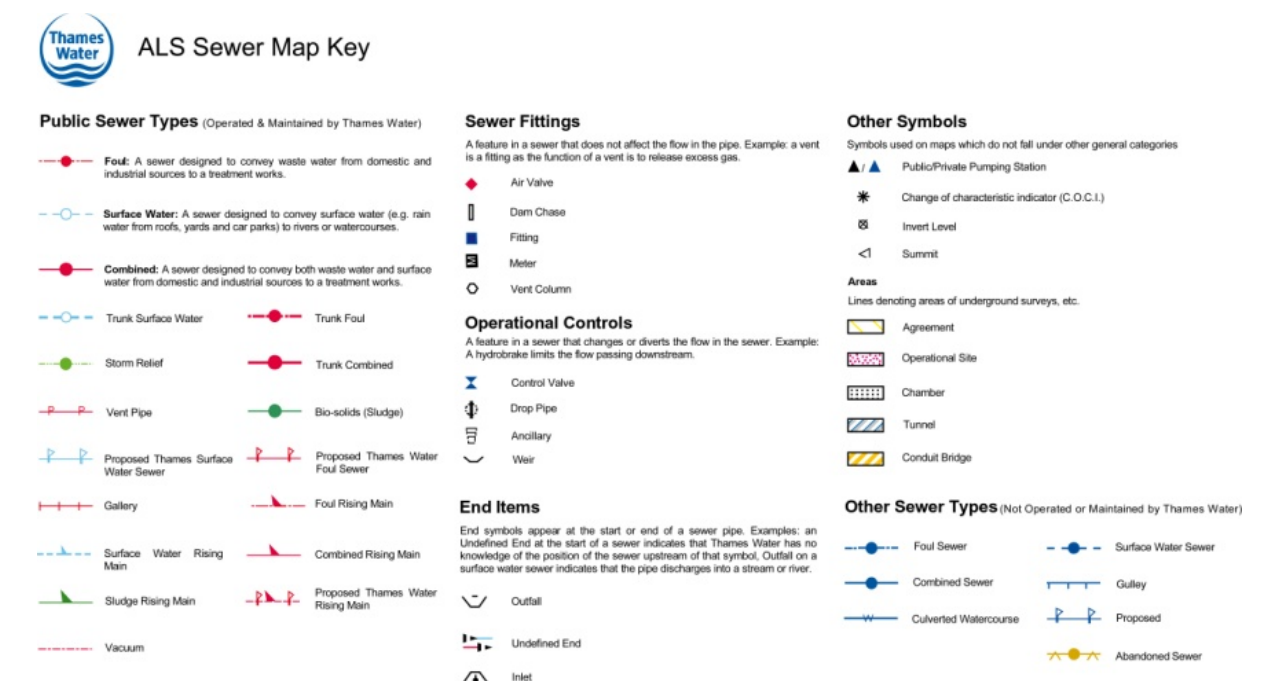 Thames
Water
ALS Sewer Map Key
Public Sewer Types (Operated & Maintained by Thames Water)
Foul: A sewer designed to convey waste water from domestic and
industrial sources to a treatment works.
Surface Water: A sewer designed to convey surface water (e.g. rain
water from roofs, yards and car parks) to rivers or watercourses.
Combined: A sewer designed to convey both waste water and surface
water from domestic and industrial sources to a treatment works.
Trunk Surface Water
Trunk Foul
Storm Relief
Trunk Combined
P P
Vent Pipe
Bio-solids (Sludge)
Proposed Thames Surface
Water Sewer
Proposed Thames Water
Foul Sewer
Gallery
Foul Rising Main
Surface Water Rising
Main
Combined Rising Main
Sludge Rising Main
Proposed Thames Water
Rising Main
Vacuum
Sewer Fittings
A feature in a sewer that does not affect the flow in the pipe. Example: a vent
is a fitting as the function of a vent is to release excess gas.
Air Valve
Dam Chase
Fitting
M
Meter
Vent Column
Operational Controls
A feature in a sewer that changes or diverts the flow in the sewer. Example:
A hydrobrake limits the flow passing downstream.
Control Valve
Drop Pipe
Ancillary
Weir
End Items
End symbols appear at the start or end of a sewer pipe. Examples: an
Undefined End at the start of a sewer indicates that Thames Water has no
knowledge of the position of the sewer upstream of that symbol, Outfall on a
surface water sewer indicates that the pipe discharges into a stream or river.
Outfall
Undefined End
Inlet
Other Symbols
Symbols used on maps which do not fall under other general categories
/ Public/Private Pumping Station
Change of characteristic indicator (C.O.C.I.)
Invert Level
Summit
Areas
Lines denoting areas of underground surveys, etc.
Agreement
Operational Site
Chamber
Tunnel
Conduit Bridge
Other Sewer Types (Not Operated or Maintained by Thames Water)
Foul Sewer
Surface Water Sewer
Combined Sewer
Gulley
W
Culverted Watercourse
Proposed
Abandoned Sewer